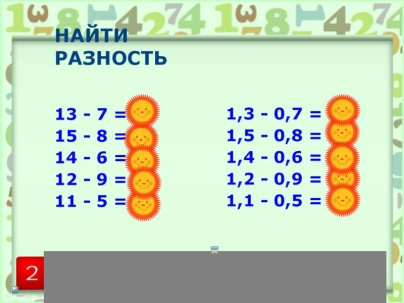 НАЙТИ
РАЗНОСТЬ
13 - 7 =
15 - 8 =
14 - 6 =
12 - 9 =
11 - 5 =
1,3 - 0,7 =
1,5 - 0,8 =
1,4 - 0,6 =
1,2 - 0,9 =
1,1 - 0,5 =
2